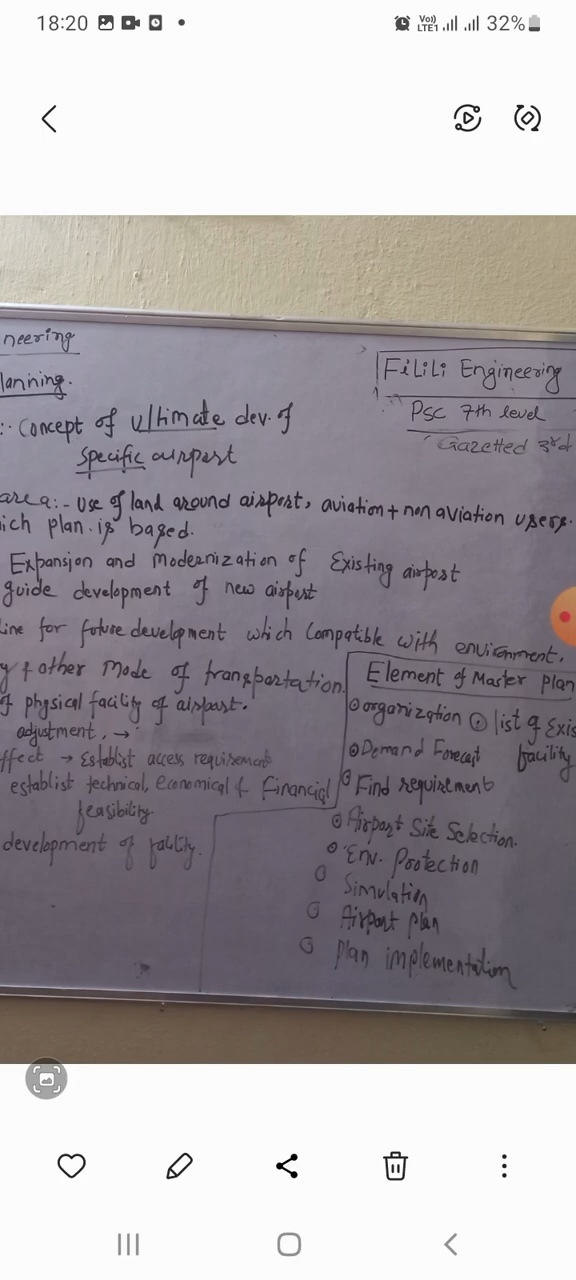 18:20
Vo))
LTE1
32%
neering
lanning.
FiLiLi Engineering
PSC 7th level
Gazetted 3rd
:- Concept of ultimate dev. of
Specific airport
area:- Use of land around airport, aviation + non aviation users.
ich plan is based.
Expansion and Modernization of Existing airport
guide development of new airport
line for future development which Compatible with environment.
y & other Mode of transportation.
of physical facility of airport.
adjustment, →
ffect → Establist access requirement
establist technical, economical & financial
feasibility
development of facility.
Element of Master plan
organization list of Exis
facility
Demand Forecast
Find requirement
Airport Site Selection.
Env. Protection
Simulation
Airport plan
Plan implementation